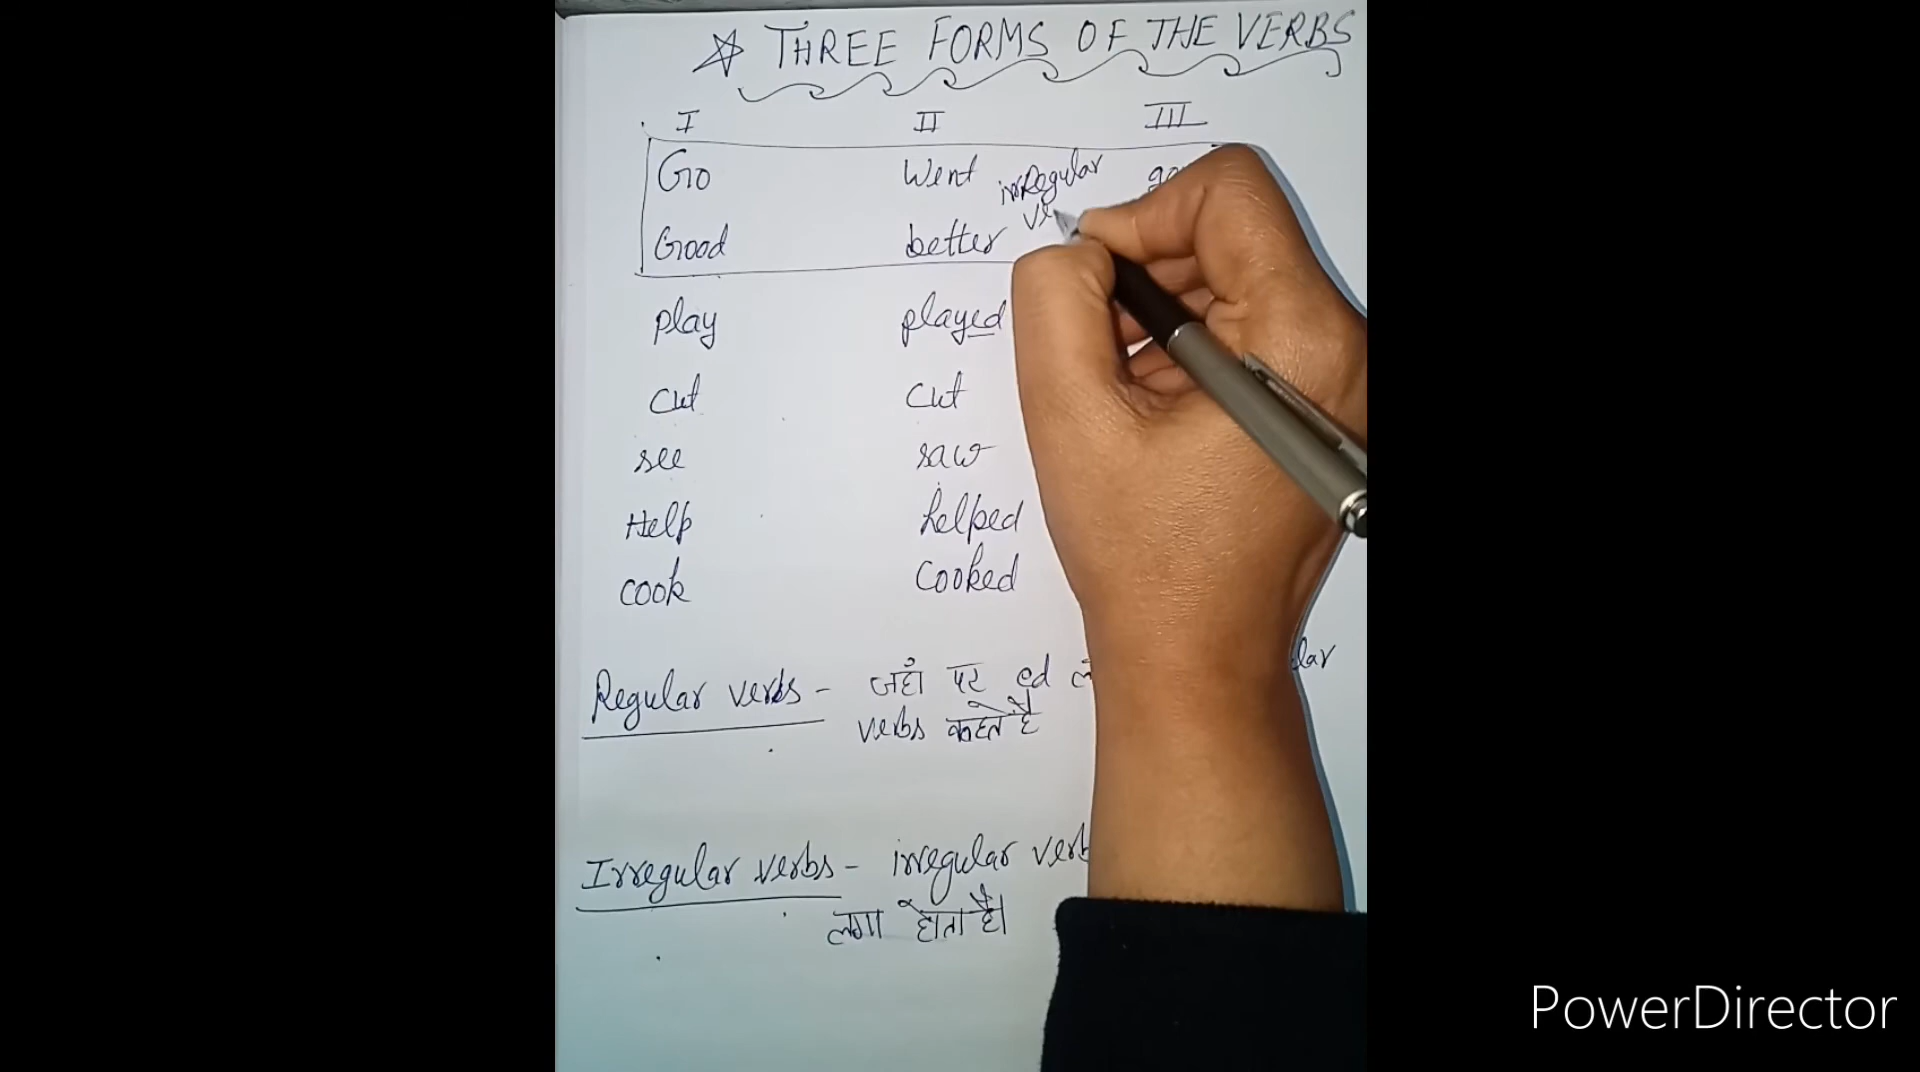 THREE FORMS OF THE VERBS
I II III
Go Went
irRegular
Good better
play played
cut cut
see saw
Help helped
cook Cooked
Regular verbs - जहाँ पर ed
verbs कहते है
Irregular verbs - irregular
लगा होता है।
PowerDirector